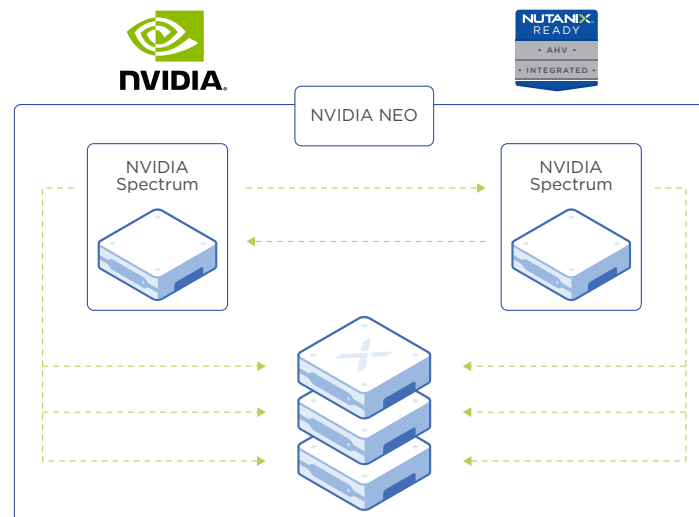 NVIDIA.
NUTANIX
READY
• AHV •
• INTEGRATED •
NVIDIA NEO
NVIDIA
Spectrum
NVIDIA
Spectrum